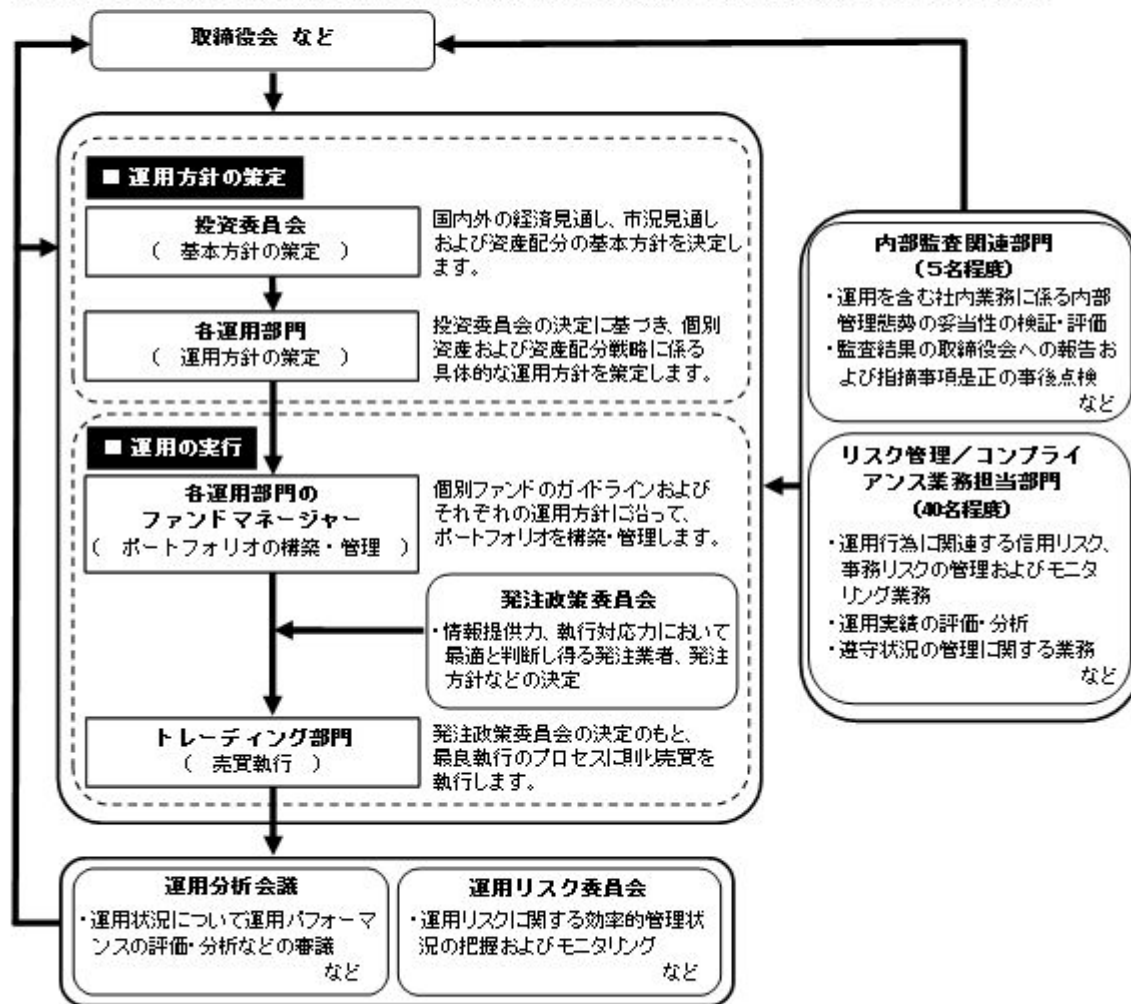 取締役会 など
■ 運用方針の策定
投資委員会
( 基本方針の策定 )
国内外の経済見通し、市況見通し
および資産配分の基本方針を決定し
ます。
各運用部門
( 運用方針の策定 )
投資委員会の決定に基づき、個別
資産および資産配分戦略に係る
具体的な運用方針を策定します。
■ 運用の実行
各運用部門の
ファンドマネージャー
( ポートフォリオの構築・管理 )
個別ファンドのガイドラインおよび
それぞれの運用方針に沿って、
ポートフォリオを構築・管理します。
発注政策委員会
・情報提供力、執行対応力において
最適と判断し得る発注業者、発注
方針などの決定
トレーディング部門
( 売買執行 )
発注政策委員会の決定のもと、
最良執行のプロセスに則り売買を
執行します。
内部監査関連部門
(5名程度)
・運用を含む社内業務に係る内部
管理態勢の妥当性の検証・評価
・監査結果の取締役会への報告お
よび指摘事項是正の事後点検
など
リスク管理/コンプライ
アンス業務担当部門
(40名程度)
・運用行為に関連する信用リスク、
事務リスクの管理およびモニタ
リング業務
・運用実績の評価・分析
・遵守状況の管理に関する業務
など
運用分析会議
・運用状況について運用パフォーマ
ンスの評価・分析などの審議
など
運用リスク委員会
・運用リスクに関する効率的管理状
況の把握およびモニタリング
など